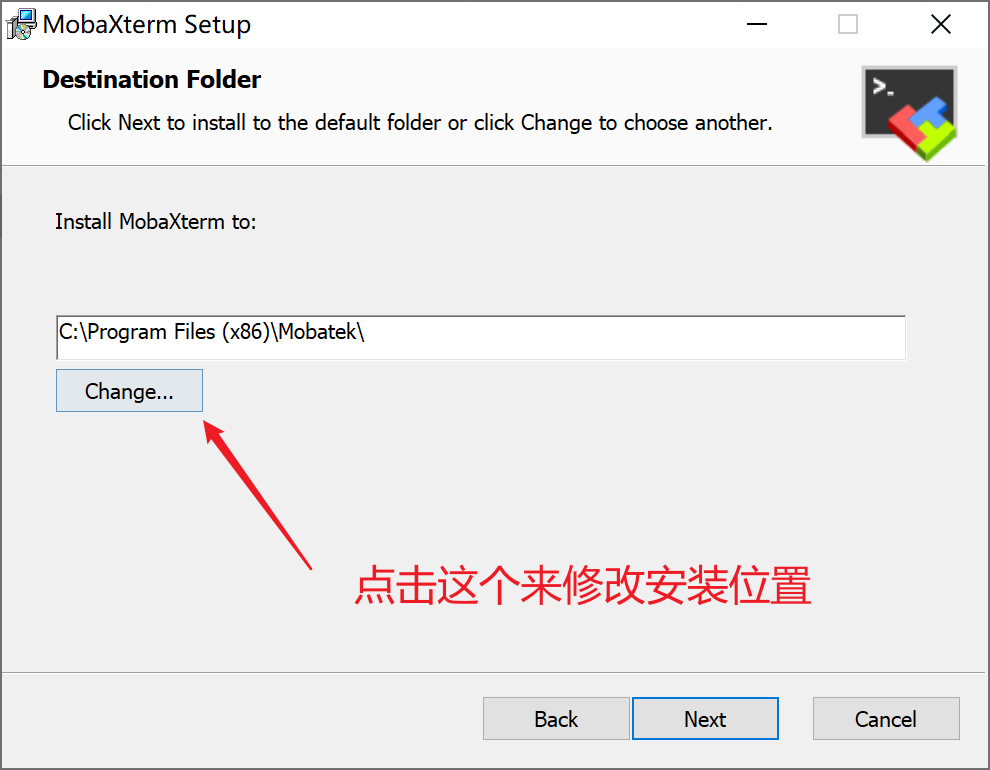 MobaXterm Setup
Destination Folder
Click Next to install to the default folder or click Change to choose another.
>_
Install MobaXterm to:
C:\Program Files (x86)\Mobatek\
Change...
点击这个来修改安装位置
Back
Next
Cancel